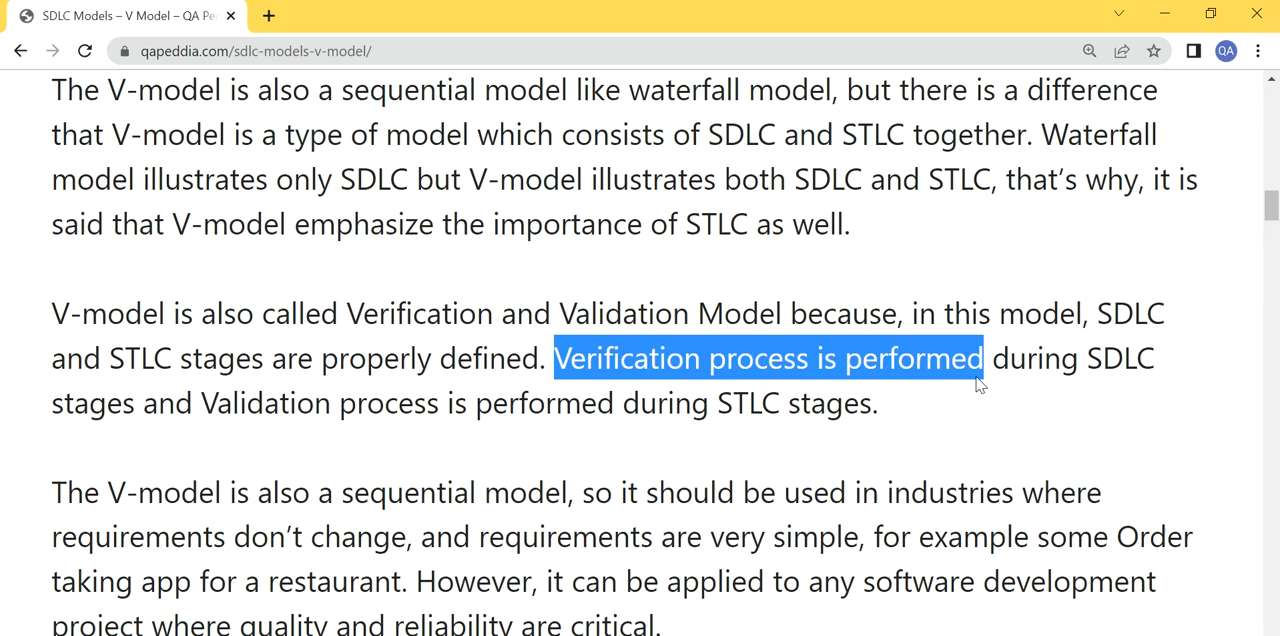 SDLC Models – V Model – QA Pe
qapeddia.com/sdlc-models-v-model/
QA
The V-model is also a sequential model like waterfall model, but there is a difference
that V-model is a type of model which consists of SDLC and STLC together. Waterfall
model illustrates only SDLC but V-model illustrates both SDLC and STLC, that's why, it is
said that V-model emphasize the importance of STLC as well.
V-model is also called Verification and Validation Model because, in this model, SDLC
and STLC stages are properly defined. Verification process is performed during SDLC
stages and Validation process is performed during STLC stages.
The V-model is also a sequential model, so it should be used in industries where
requirements don't change, and requirements are very simple, for example some Order
taking app for a restaurant. However, it can be applied to any software development
project where quality and reliability are critical.